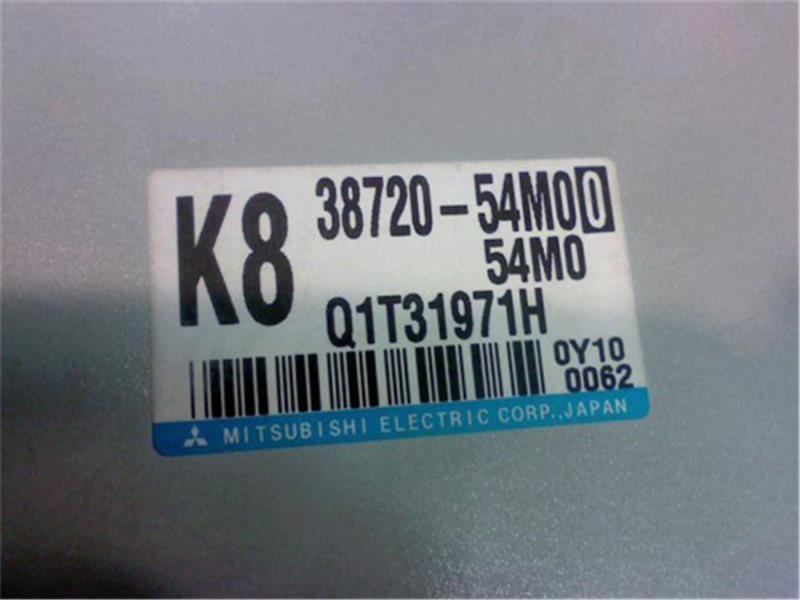 K8
38720-54M00
54M0
Q1T31971H
0Y10
0062
MITSUBISHI ELECTRIC CORP., JAPAN